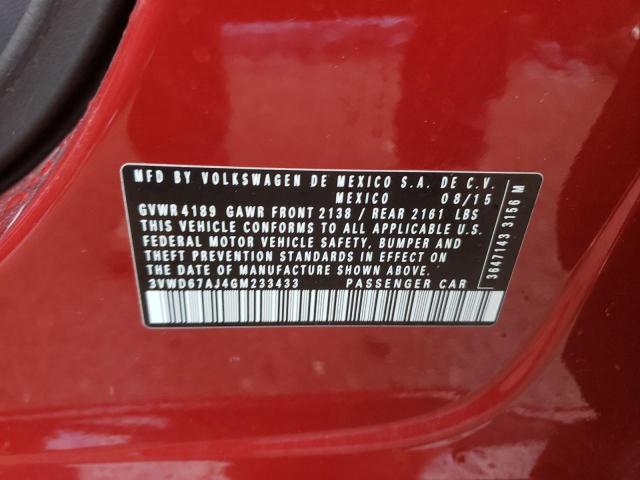 MFD BY VOLKSWAGEN DE MEXICO S.A. DE C.V.
MEXICO 08/15
GVWR 4189 GAWR FRONT 2138 / REAR 2161 LBS
THIS VEHICLE CONFORMS TO ALL APPLICABLE U.S.
FEDERAL MOTOR VEHICLE SAFETY, BUMPER AND
THEFT PREVENTION STANDARDS IN EFFECT ON
THE DATE OF MANUFACTURE SHOWN ABOVE.
3VWD67AJ4GM233433 PASSENGER CAR
3647143 3156 M